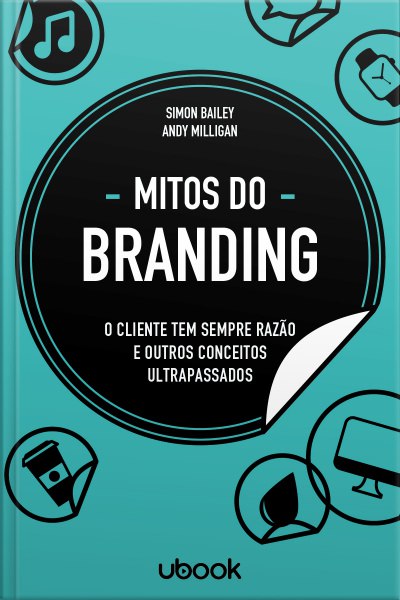 SIMON BAILEY
ANDY MILLIGAN
- MITOS DO -
BRANDING
O CLIENTE TEM SEMPRE RAZÃO
E OUTROS CONCEITOS
ULTRAPASSADOS
ubook